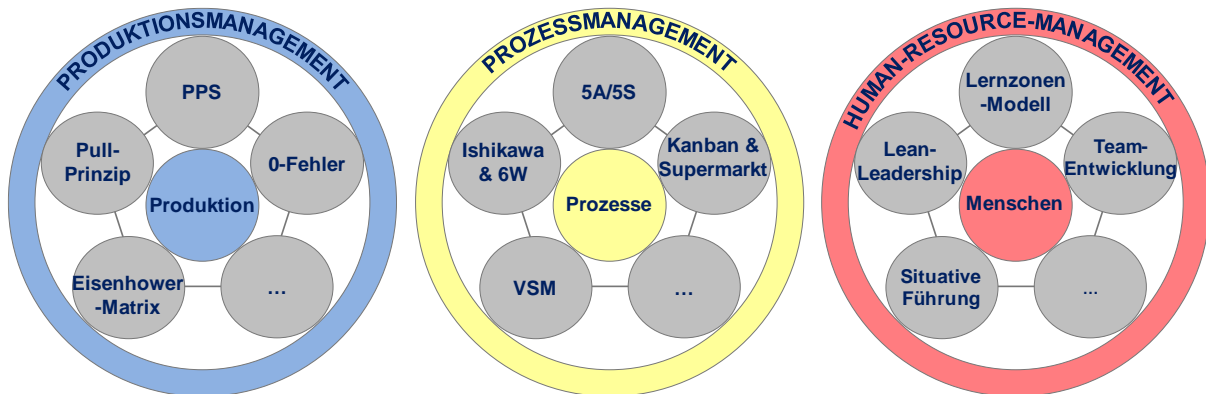 PRODUKTIONSMANAGEMENT
PPS
Pull-
Prinzip
0-Fehler
Produktion
Eisenhower
-Matrix
...
PROZESSMANAGEMENT
5A/5S
Ishikawa
& 6W
Kanban &
Supermarkt
Prozesse
VSM
...
HUMAN-RESOURCE-MANAGEMENT
Lernzonen
-Modell
Lean-
Leadership
Team-
Entwicklung
Menschen
Situative
Führung
...